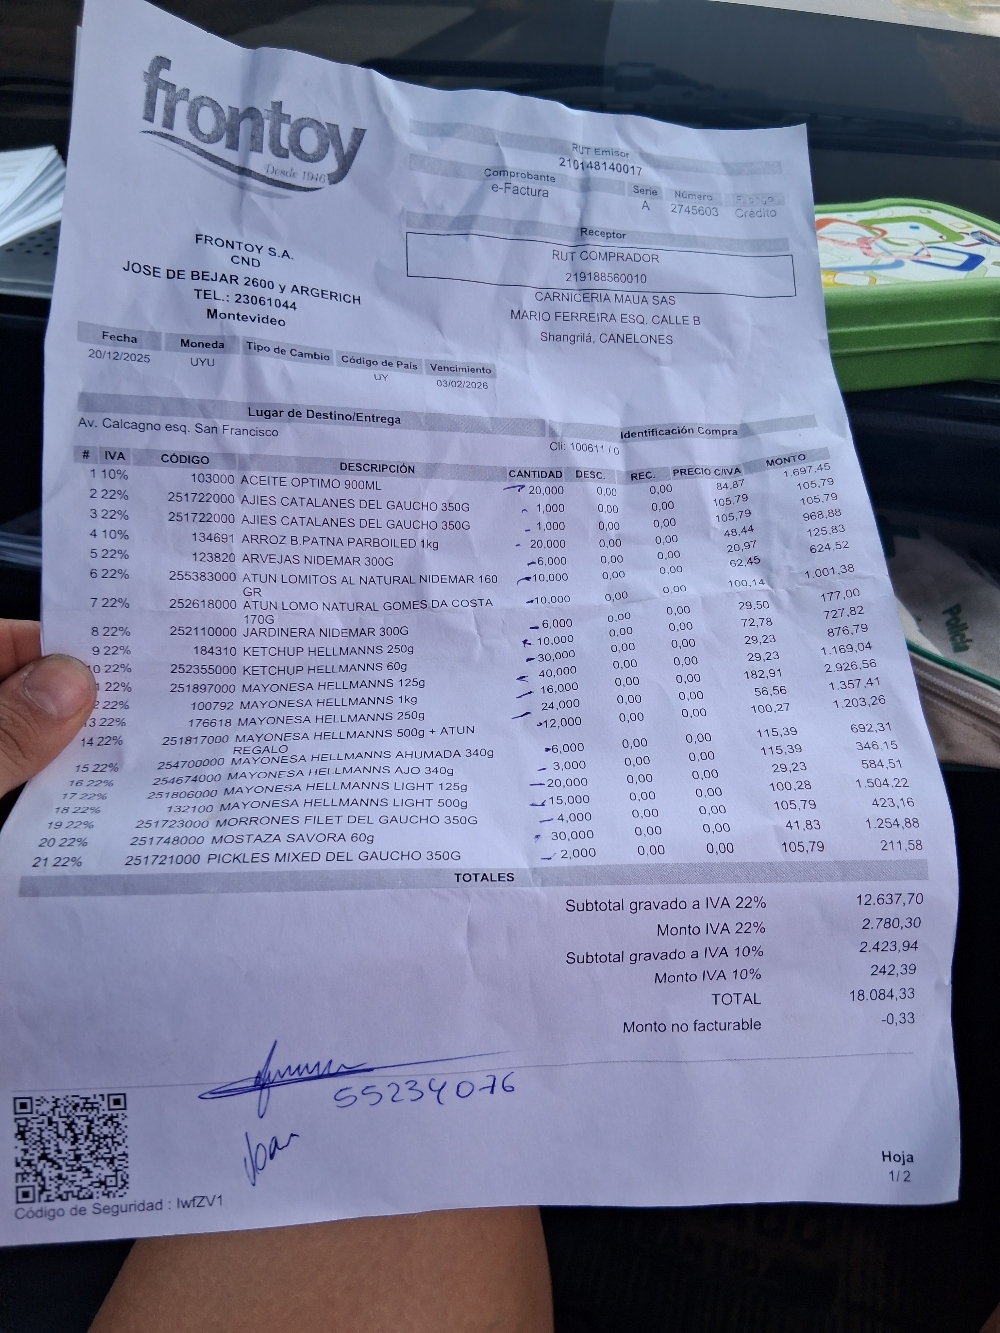 frontoy
Desde 1946
RUT Emisor
210148140017
Comprobante Serie Número
e-Factura A 2745603 Crédito
Receptor
RUT COMPRADOR
219188560010
CARNICERIA MAUA SAS
MARIO FERREIRA ESQ. CALLE B
Shangrilá, CANELONES
FRONTOY S.A.
CND
JOSE DE BEJAR 2600 y ARGERICH
TEL.: 23061044
Montevideo
Fecha Moneda Tipo de Cambio Código de País Vencimiento
20/12/2025 UYU UY 03/02/2026
Lugar de Destino/Entrega Identificación Compra
Av. Calcagno esq. San Francisco Cli: 100611 / 0
# IVA CÓDIGO DESCRIPCIÓN CANTIDAD DESC. REC. PRECIO C/IVA MONTO
1 10% 103000 ACEITE OPTIMO 900ML 20,000 0,00 0,00 84,87 1.697,45
2 22% 251722000 AJIES CATALANES DEL GAUCHO 350G 1,000 0,00 0,00 105,79 105,79
3 22% 251722000 AJIES CATALANES DEL GAUCHO 350G 1,000 0,00 0,00 105,79 105,79
4 10% 134691 ARROZ B.PATNA PARBOILED 1kg 20,000 0,00 0,00 48,44 968,88
5 22% 123820 ARVEJAS NIDEMAR 300G 6,000 0,00 0,00 20,97 125,83
6 22% 255383000 ATUN LOMITOS AL NATURAL NIDEMAR 160 10,000 0,00 0,00 62,45 624,52
GR
7 22% 252618000 ATUN LOMO NATURAL GOMES DA COSTA 10,000 0,00 0,00 100,14 1.001,38
170G
8 22% 252110000 JARDINERA NIDEMAR 300G 6,000 0,00 0,00 29,50 177,00
9 22% 184310 KETCHUP HELLMANNS 250g 10,000 0,00 0,00 72,78 727,82
10 22% 252355000 KETCHUP HELLMANNS 60g 30,000 0,00 0,00 29,23 876,79
1 22% 251897000 MAYONESA HELLMANNS 125g 40,000 0,00 0,00 29,23 1.169,04
2 22% 100792 MAYONESA HELLMANNS 1kg 16,000 0,00 0,00 182,91 2.926,56
13 22% 176618 MAYONESA HELLMANNS 250g 24,000 0,00 0,00 56,56 1.357,41
14 22% 251817000 MAYONESA HELLMANNS 500g + ATUN 12,000 0,00 0,00 100,27 1.203,26
REGALO
15 22% 254700000 MAYONESA HELLMANNS AHUMADA 340g 6,000 0,00 0,00 115,39 692,31
16 22% 254674000 MAYONESA HELLMANNS AJO 340g 3,000 0,00 0,00 115,39 346,15
17 22% 251806000 MAYONESA HELLMANNS LIGHT 125g 20,000 0,00 0,00 29,23 584,51
18 22% 132100 MAYONESA HELLMANNS LIGHT 500g 15,000 0,00 0,00 100,28 1.504,22
19 22% 251723000 MORRONES FILET DEL GAUCHO 350G 4,000 0,00 0,00 105,79 423,16
20 22% 251748000 MOSTAZA SAVORA 60g 30,000 0,00 0,00 41,83 1.254,88
21 22% 251721000 PICKLES MIXED DEL GAUCHO 350G 2,000 0,00 0,00 105,79 211,58
TOTALES
Subtotal gravado a IVA 22% 12.637,70
Monto IVA 22% 2.780,30
Subtotal gravado a IVA 10% 2.423,94
Monto IVA 10% 242,39
TOTAL 18.084,33
Monto no facturable -0,33
55234076
Joan
Hoja
1/2
Código de Seguridad : IwfZV1
Policía